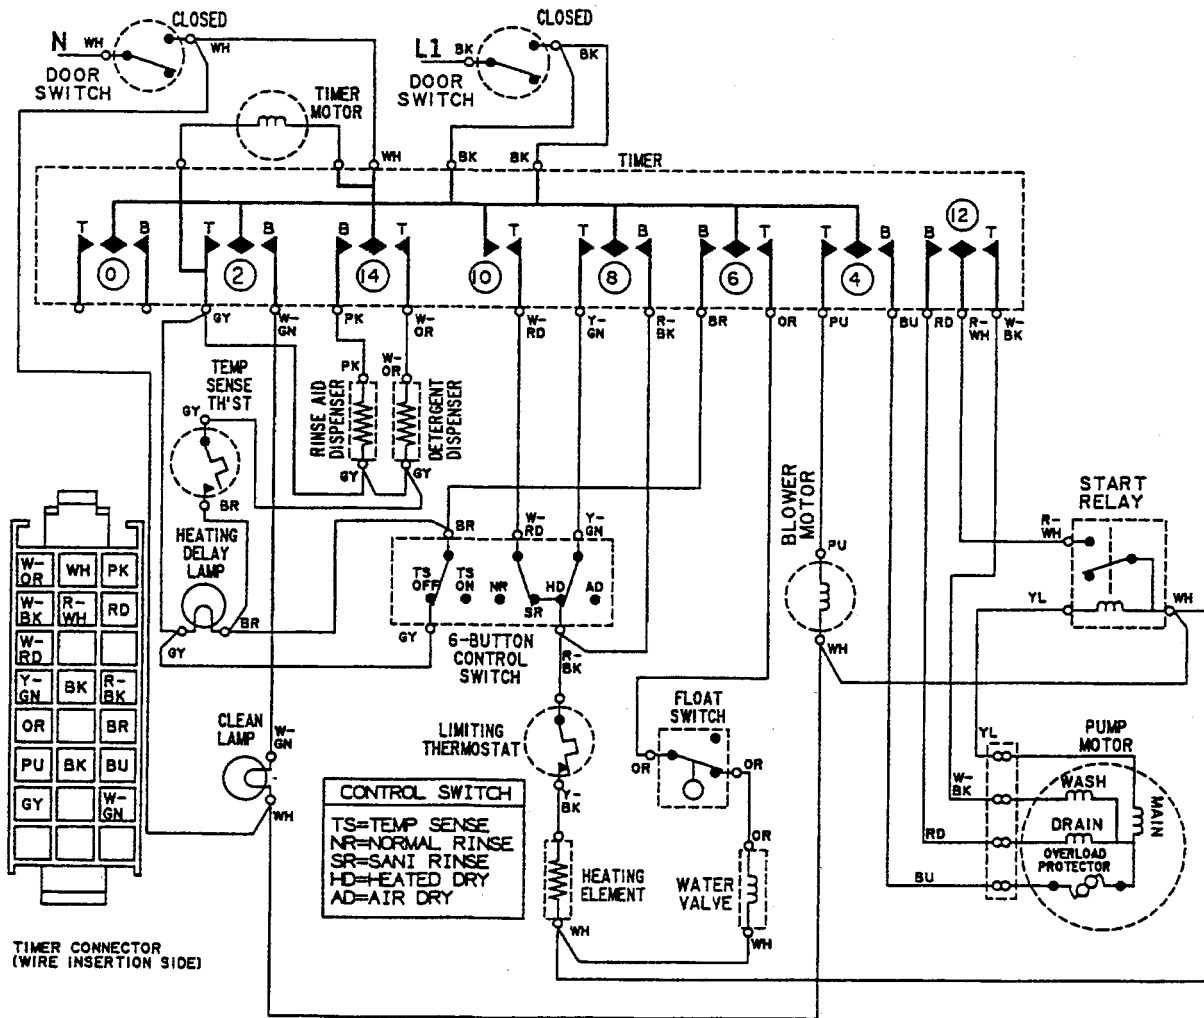 N WH
CLOSED
WH
DOOR
SWITCH
L1 BK
CLOSED
BK
DOOR
SWITCH
TIMER
MOTOR
WH
BK
BK
TIMER
T B
0
T B
2
B T
14
T
10
T B
8
B T
6
T B
4
B T
12
GY
W-
GN
PK
W-
OR
W-
RD
Y-
GN
R-
BK
BR
OR
PU
BU
RD
R-
WH
W-
BK
TEMP
SENSE
TH'ST
GY
BR
PK
W-
OR
RINSE AID
DISPENSER
DETERGENT
DISPENSER
GY
GY
HEATING
DELAY
LAMP
GY
BR
BR
W-
RD
Y-
GN
TS
OFF
TS
ON
NR
SR
HD
AD
GY
6-BUTTON
CONTROL
SWITCH
R-
BK
BLOWER
MOTOR
PU
WH
START
RELAY
R-
WH
YL
WH
W-
OR
WH
PK
W-
BK
R-
WH
RD
W-
RD
Y-
GN
BK
R-
BK
OR
BR
PU
BK
BU
GY
W-
GN
TIMER CONNECTOR
(WIRE INSERTION SIDE)
CLEAN
LAMP
W-
GN
WH
LIMITING
THERMOSTAT
Y-
BK
HEATING
ELEMENT
WH
FLOAT
SWITCH
OR
OR
OR
WATER
VALVE
WH
CONTROL SWITCH
TS=TEMP SENSE
NR=NORMAL RINSE
SR=SANI RINSE
HD=HEATED DRY
AD=AIR DRY
YL
W-
BK
RD
BU
PUMP
MOTOR
WASH
DRAIN
MAIN
OVERLOAD
PROTECTOR